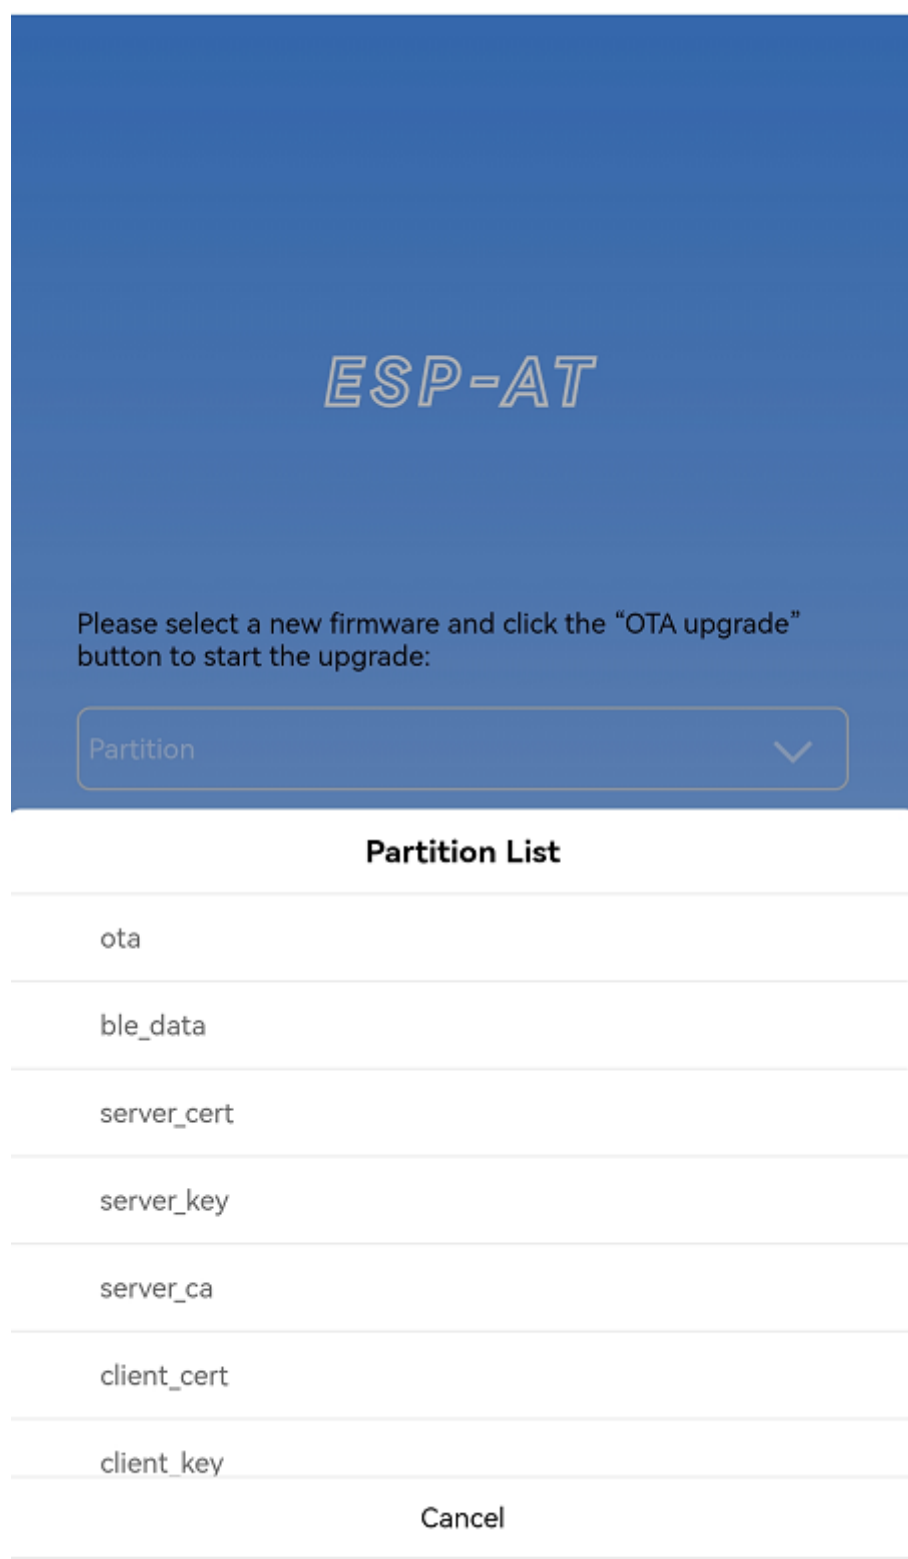 ESP-AT
Please select a new firmware and click the “OTA upgrade”
button to start the upgrade:
Partition
Partition List
ota
ble_data
server_cert
server_key
server_ca
client_cert
client_key
Cancel